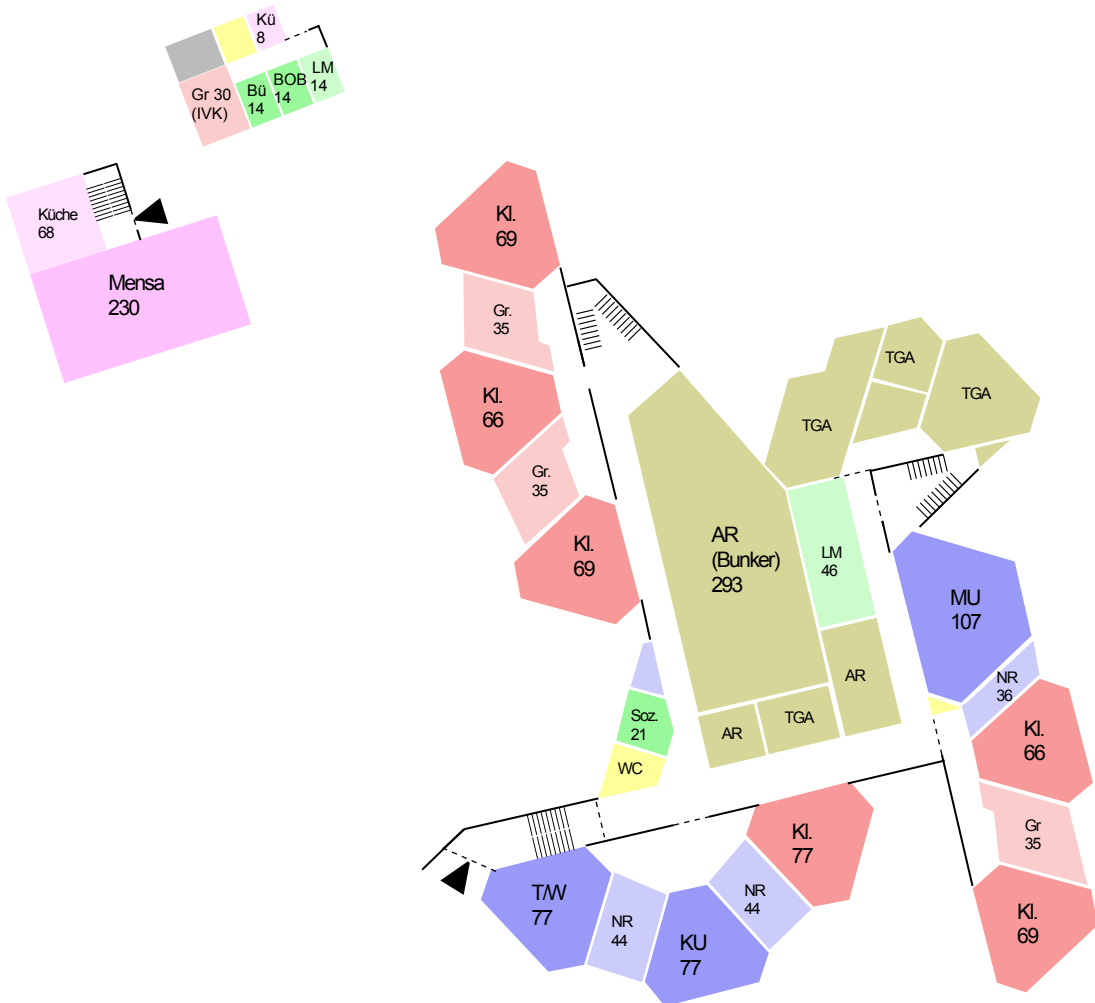 Kü
8
LM
14
BOB
14
Bü
14
Gr 30
(IVK)
Küche
68
Mensa
230
Kl.
69
Gr.
35
Kl.
66
Gr.
35
Kl.
69
TGA
TGA
TGA
AR
(Bunker)
293
LM
46
MU
107
AR
NR
36
Soz.
21
AR
TGA
WC
Kl.
66
Kl.
77
Gr
35
T/W
77
NR
44
NR
44
KU
77
Kl.
69